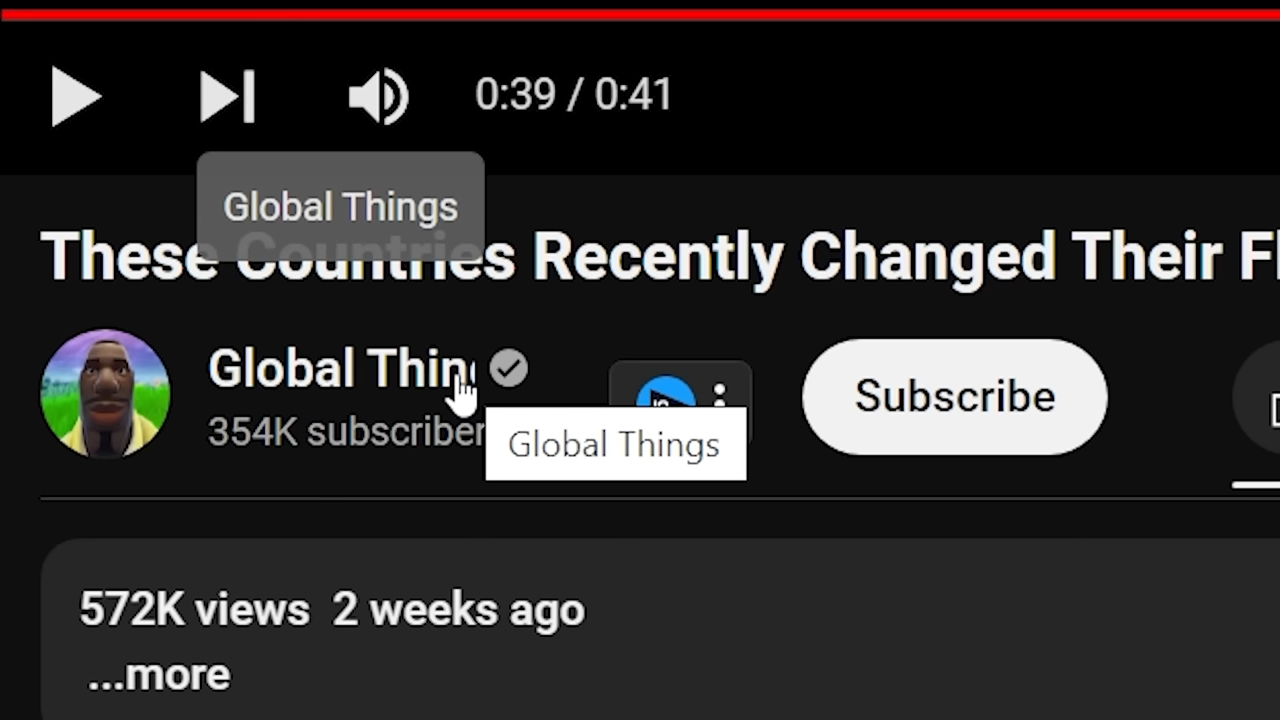 0:39 / 0:41
Global Things
These Countries Recently Changed Their
Global Thin
354K subscriber
Global Things
Subscribe
572K views 2 weeks ago
...more